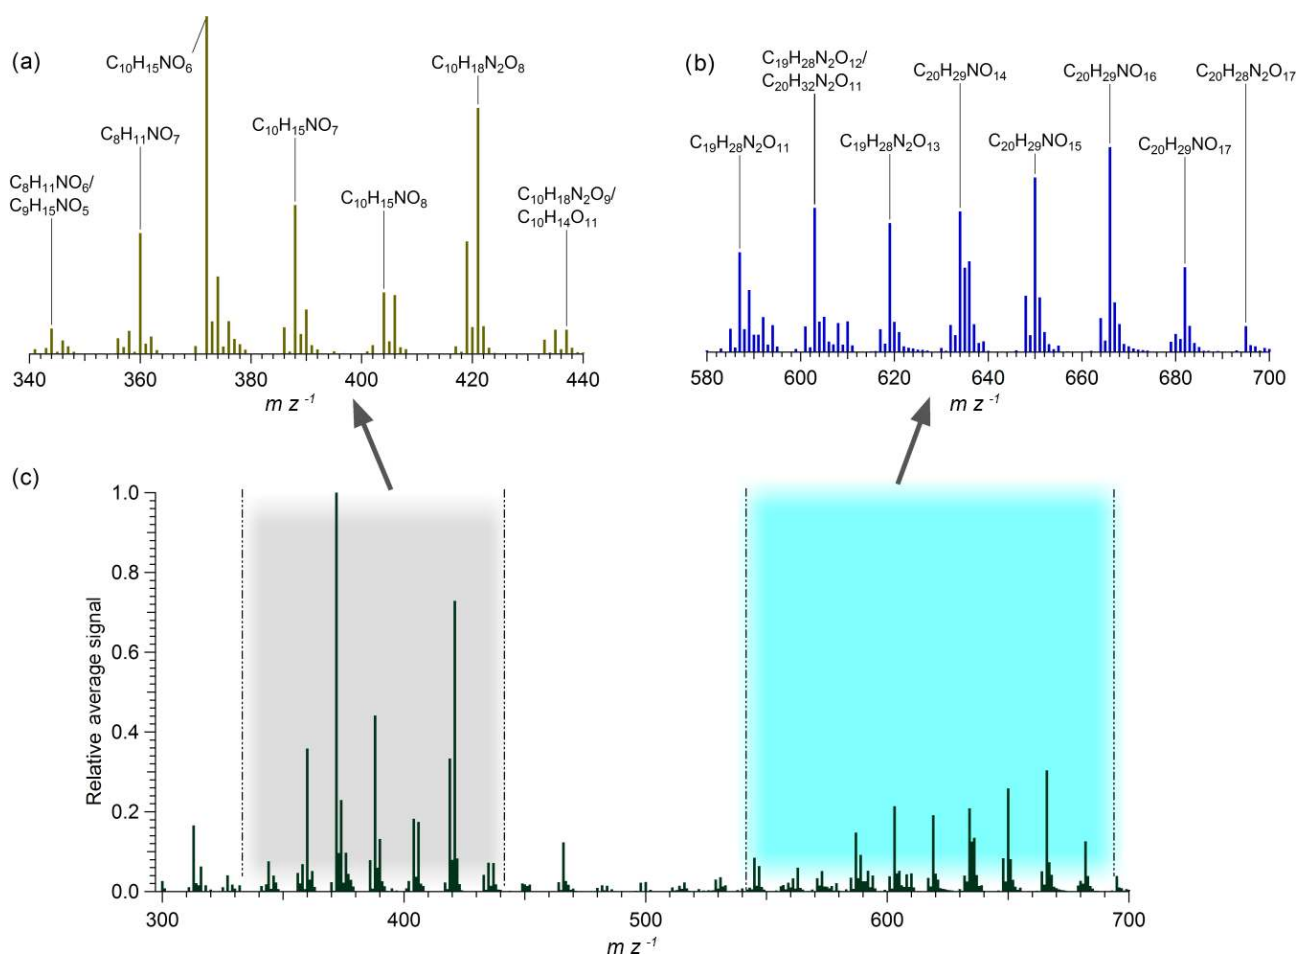 (a)
C₁₀H₁₅NO₆
C₈H₁₁NO₇
C₈H₁₁NO₆/
C₉H₁₅NO₅
C₁₀H₁₅NO₇
C₁₀H₁₅NO₈
C₁₀H₁₈N₂O₈
C₁₀H₁₈N₂O₉/
C₁₀H₁₄O₁₁
340 360 380 400 420 440
m z⁻¹
(b)
C₁₉H₂₈N₂O₁₂/
C₂₀H₃₂N₂O₁₁
C₂₀H₂₉NO₁₄
C₂₀H₂₉NO₁₆
C₂₀H₂₈N₂O₁₇
C₁₉H₂₈N₂O₁₁
C₁₉H₂₈N₂O₁₃
C₂₀H₂₉NO₁₅
C₂₀H₂₉NO₁₇
580 600 620 640 660 680 700
m z⁻¹
(c)
Relative average signal
1.0
0.8
0.6
0.4
0.2
0.0
300 400 500 600 700
m z⁻¹